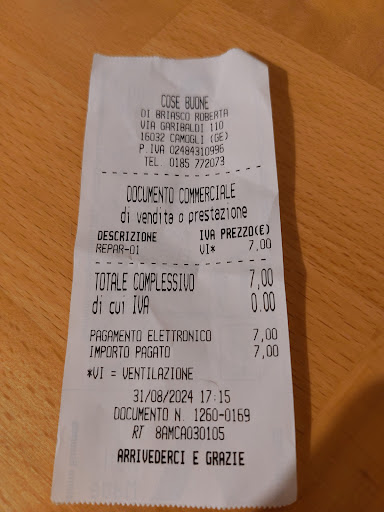 COSE BUONE
DI BRIASCO ROBERTA
VIA GARIBALDI 110
16032 CAMOGLI (GE)
P.IVA 02484310996
TEL. 0185 772073
DOCUMENTO COMMERCIALE
di vendita o prestazione
DESCRIZIONE IVA PREZZO(€)
REPAR-01 VI* 7,00
TOTALE COMPLESSIVO 7,00
di cui IVA 0,00
PAGAMENTO ELETTRONICO 7,00
IMPORTO PAGATO 7,00
*VI = VENTILAZIONE
31/08/2024 17:15
DOCUMENTO N. 1260-0169
RT 8AMCA030105
ARRIVEDERCI E GRAZIE